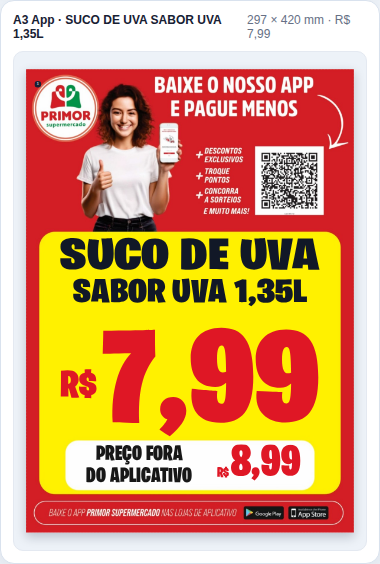 A3 App · SUCO DE UVA SABOR UVA 1,35L
297 × 420 mm · R$ 7,99
PRIMOR
supermercado
BAIXE O NOSSO APP
E PAGUE MENOS
+ DESCONTOS
EXCLUSIVOS
+ TROQUE
PONTOS
+ CONCORRA
A SORTEIOS
E MUITO MAIS!
SUCO DE UVA
SABOR UVA 1,35L
R$ 7,99
PREÇO FORA
DO APLICATIVO
R$ 8,99
BAIXE O APP PRIMOR SUPERMERCADO NAS LOJAS DE APLICATIVO
Google Play
App Store